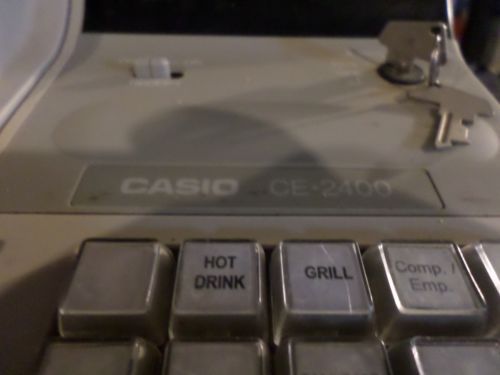 CASIO CE-2400
HOT
DRINK
GRILL
Comp./
Emp.